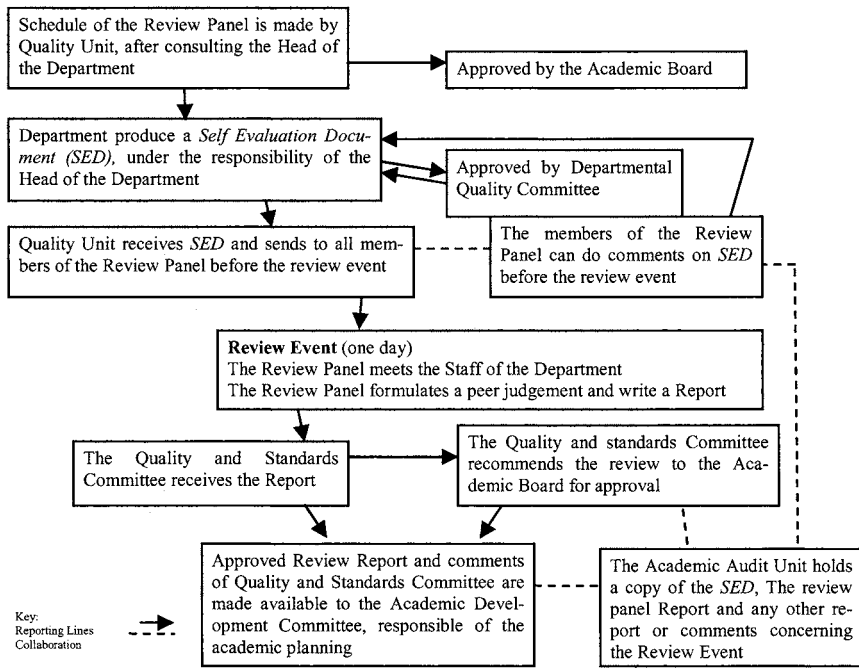 Schedule of the Review Panel is made by
Quality Unit, after consulting the Head of
the Department
Approved by the Academic Board
Department produce a Self Evaluation Docu-
ment (SED), under the responsibility of the
Head of the Department
Approved by Departmental
Quality Committee
Quality Unit receives SED and sends to all mem-
bers of the Review Panel before the review event
The members of the Review
Panel can do comments on SED
before the review event
Review Event (one day)
The Review Panel meets the Staff of the Department
The Review Panel formulates a peer judgement and write a Report
The Quality and Standards
Committee receives the Report
The Quality and standards Committee
recommends the review to the Aca-
demic Board for approval
Approved Review Report and comments
of Quality and Standards Committee are
made available to the Academic Devel-
opment Committee, responsible of the
academic planning
The Academic Audit Unit holds
a copy of the SED, The review
panel Report and any other re-
port or comments concerning
the Review Event
Key:
Reporting Lines
Collaboration